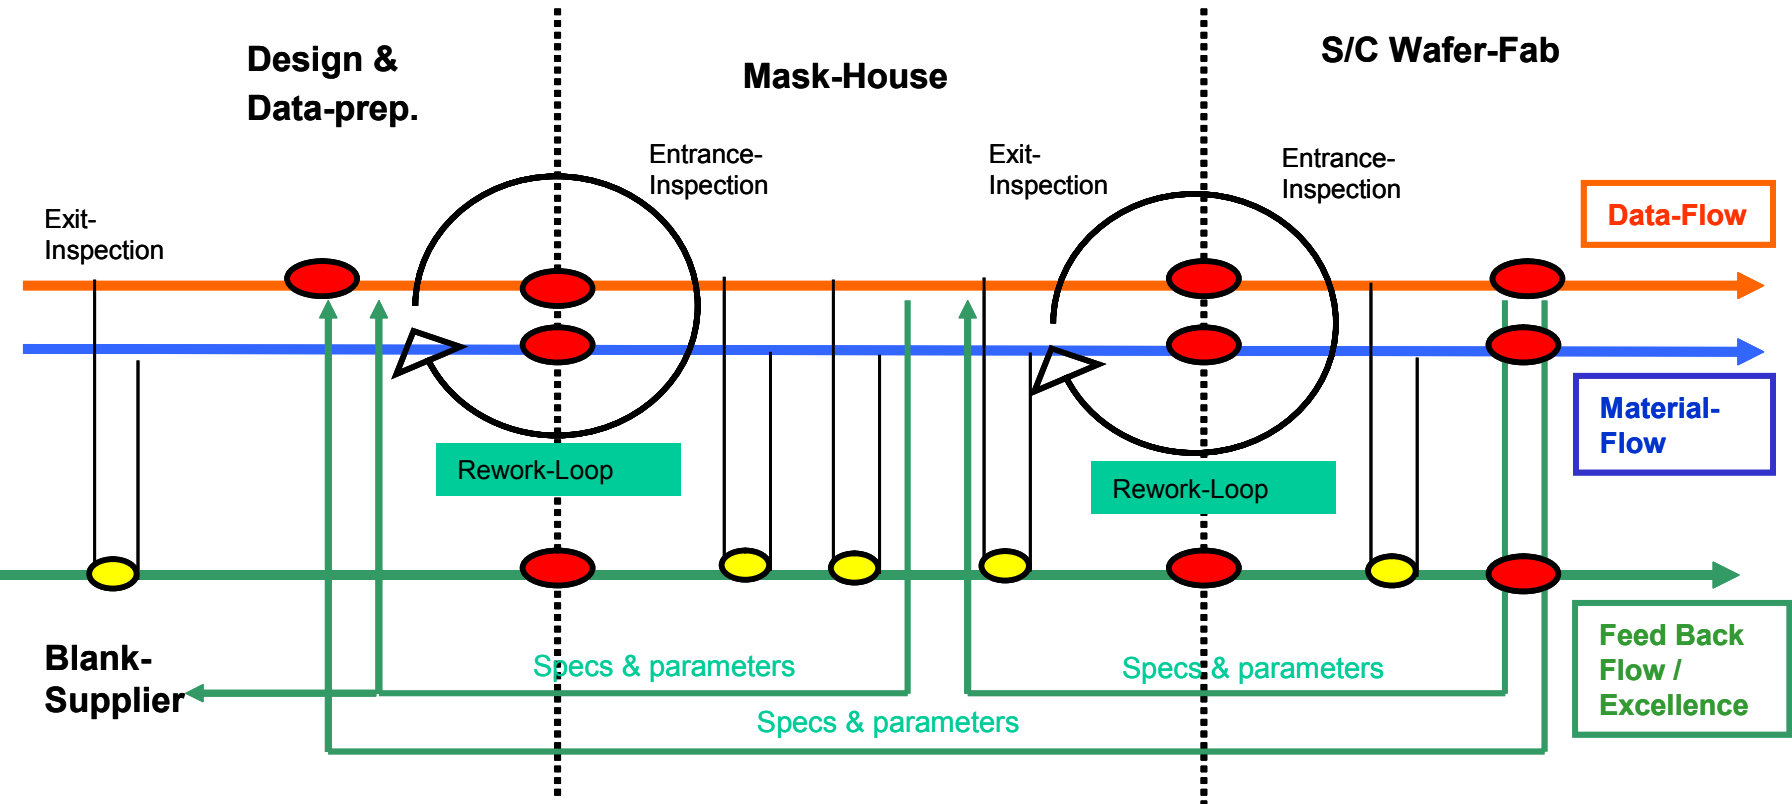 Design &
Data-prep.
Mask-House
S/C Wafer-Fab
Exit-
Inspection
Entrance-
Inspection
Exit-
Inspection
Entrance-
Inspection
Data-Flow
Material-
Flow
Rework-Loop
Rework-Loop
Blank-
Supplier
Specs & parameters
Specs & parameters
Specs & parameters
Feed Back
Flow /
Excellence